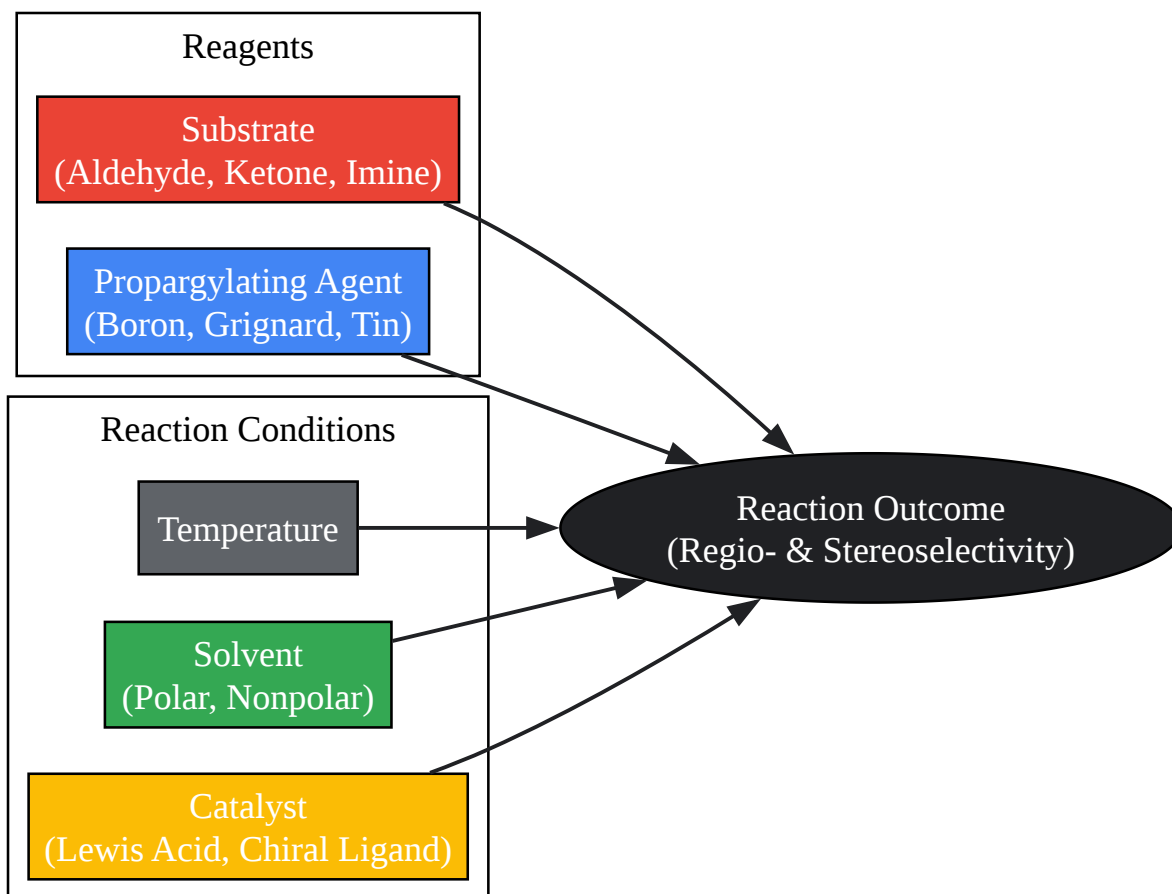 Reagents
Substrate
(Aldehyde, Ketone, Imine)
Propargylating Agent
(Boron, Grignard, Tin)
Reaction Conditions
Temperature
Solvent
(Polar, Nonpolar)
Catalyst
(Lewis Acid, Chiral Ligand)
Reaction Outcome
(Regio- & Stereoselectivity)